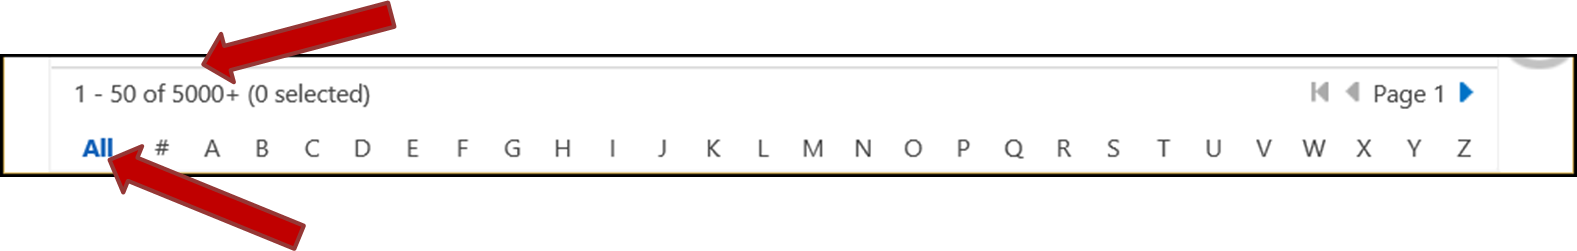 1 - 50 of 5000+ (0 selected) Page 1
All # A B C D E F G H I J K L M N O P Q R S T U V W X Y Z